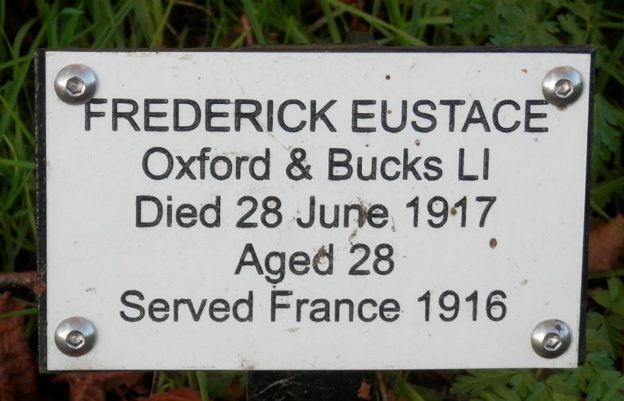 FREDERICK EUSTACE
Oxford & Bucks LI
Died 28 June 1917
Aged 28
Served France 1916